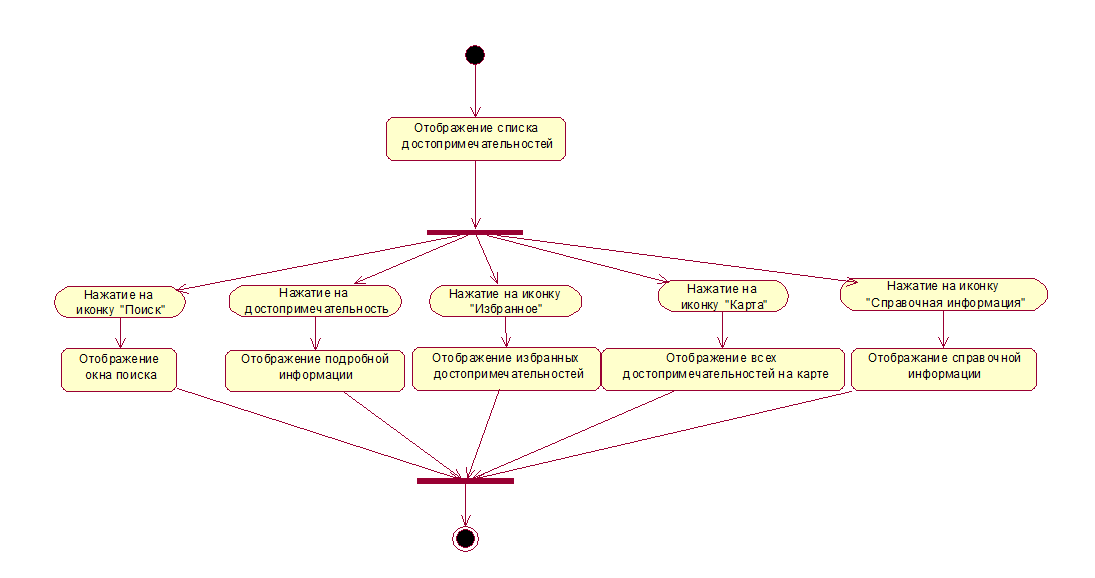 Отображение списка
достопримечательностей
Нажатие на
иконку "Поиск"
Нажатие на
достопримечательность
Нажатие на иконку
"Избранное"
Нажатие на
иконку "Карта"
Нажатие на иконку
"Справочная информация"
Отображение
окна поиска
Отображение подробной
информации
Отображение избранных
достопримечательностей
Отображение всех
достопримечательностей на карте
Отображание справочной
информации